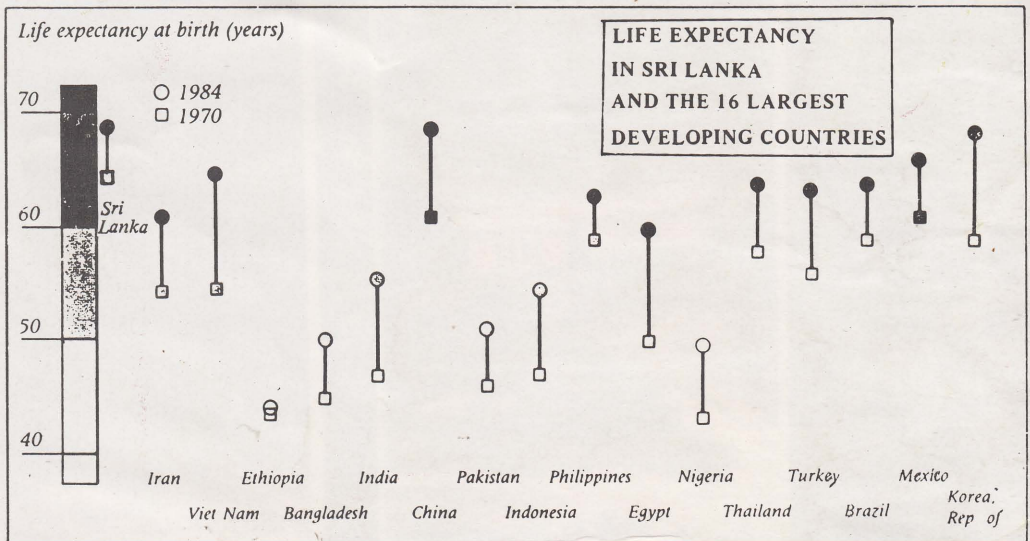 Life expectancy at birth (years)
LIFE EXPECTANCY
IN SRI LANKA
AND THE 16 LARGEST
DEVELOPING COUNTRIES
70
1984
1970
60
Sri
Lanka
50
40
Iran
Ethiopia
India
Pakistan
Philippines
Nigeria
Turkey
Mexico
Viet Nam
Bangladesh
China
Indonesia
Egypt
Thailand
Brazil
Korea,
Rep of